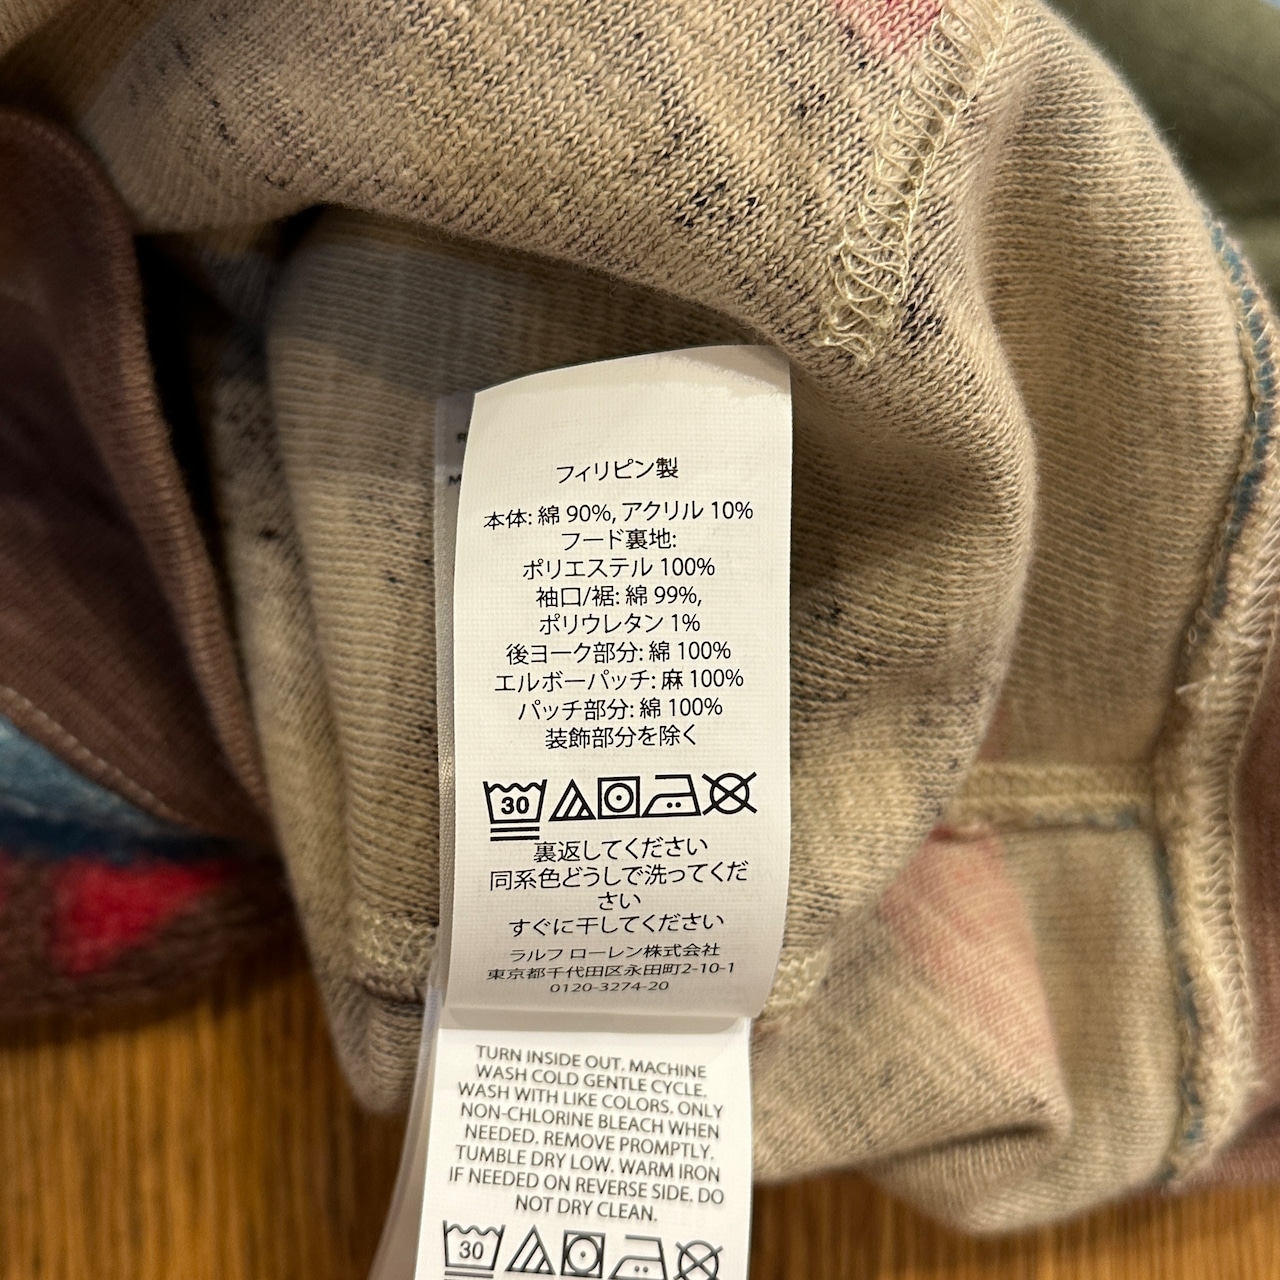 フィリピン製
本体: 綿 90%, アクリル 10%
フード裏地:
ポリエステル 100%
袖口/裾: 綿 99%,
ポリウレタン 1%
後ヨーク部分: 綿 100%
エルボーパッチ: 麻 100%
パッチ部分: 綿 100%
装飾部分を除く
30
裏返してください
同系色どうしで洗ってくだ
さい
すぐに干してください
ラルフ ローレン株式会社
東京都千代田区永田町2-10-1
0120-3274-20
TURN INSIDE OUT. MACHINE
WASH COLD GENTLE CYCLE.
WASH WITH LIKE COLORS. ONLY
NON-CHLORINE BLEACH WHEN
NEEDED. REMOVE PROMPTLY.
TUMBLE DRY LOW. WARM IRON
IF NEEDED ON REVERSE SIDE. DO
NOT DRY CLEAN.
30